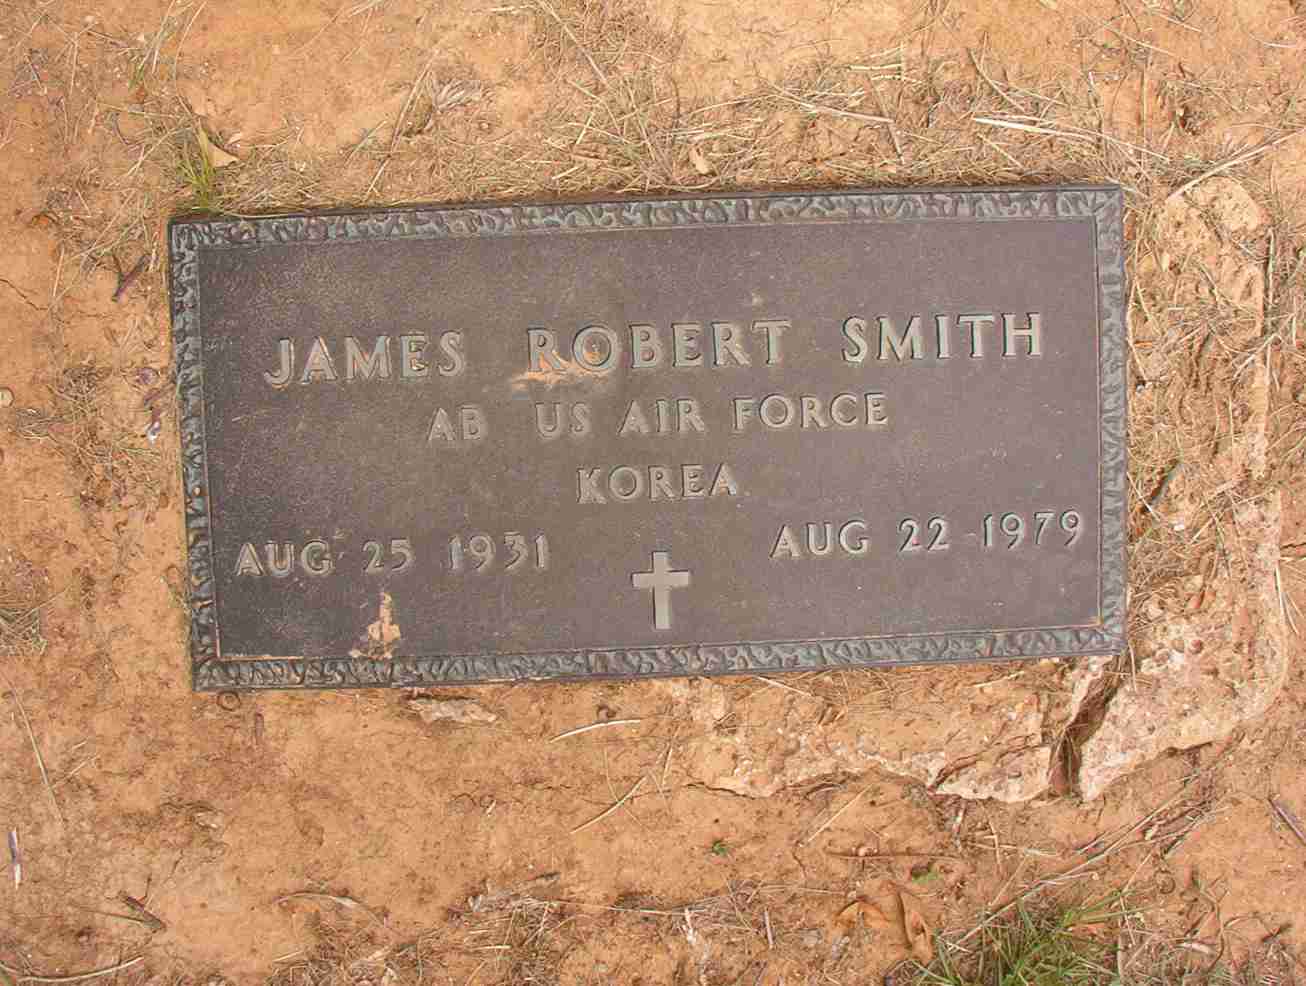 JAMES ROBERT SMITH
AB US AIR FORCE
KOREA
AUG 25 1931 AUG 22 1979